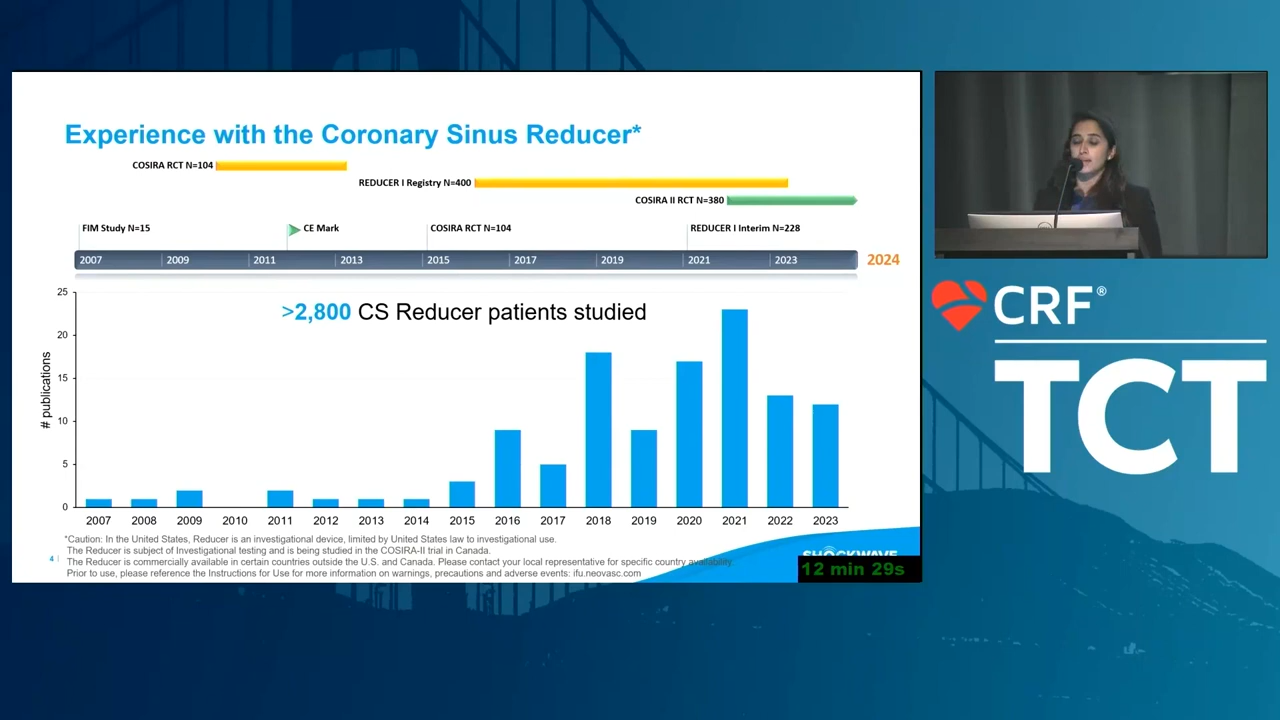 Experience with the Coronary Sinus Reducer*
COSIRA RCT N=104
REDUCER I Registry N=400
COSIRA II RCT N=380
FIM Study N=15
CE Mark
COSIRA RCT N=104
REDUCER I Interim N=228
2007 2009 2011 2013 2015 2017 2019 2021 2023 2024
>2,800 CS Reducer patients studied
# publications
25
20
15
10
5
0
2007 2008 2009 2010 2011 2012 2013 2014 2015 2016 2017 2018 2019 2020 2021 2022 2023
*Caution: In the United States, Reducer is an investigational device, limited by United States law to investigational use.
The Reducer is subject of Investigational testing and is being studied in the COSIRA-II trial in Canada.
The Reducer is commercially available in certain countries outside the U.S. and Canada. Please contact your local representative for specific country availability.
Prior to use, please reference the Instructions for Use for more information on warnings, precautions and adverse events: ifu.neovasc.com
4
SHOCKWAVE
12 min 29s
CRF®
TCT